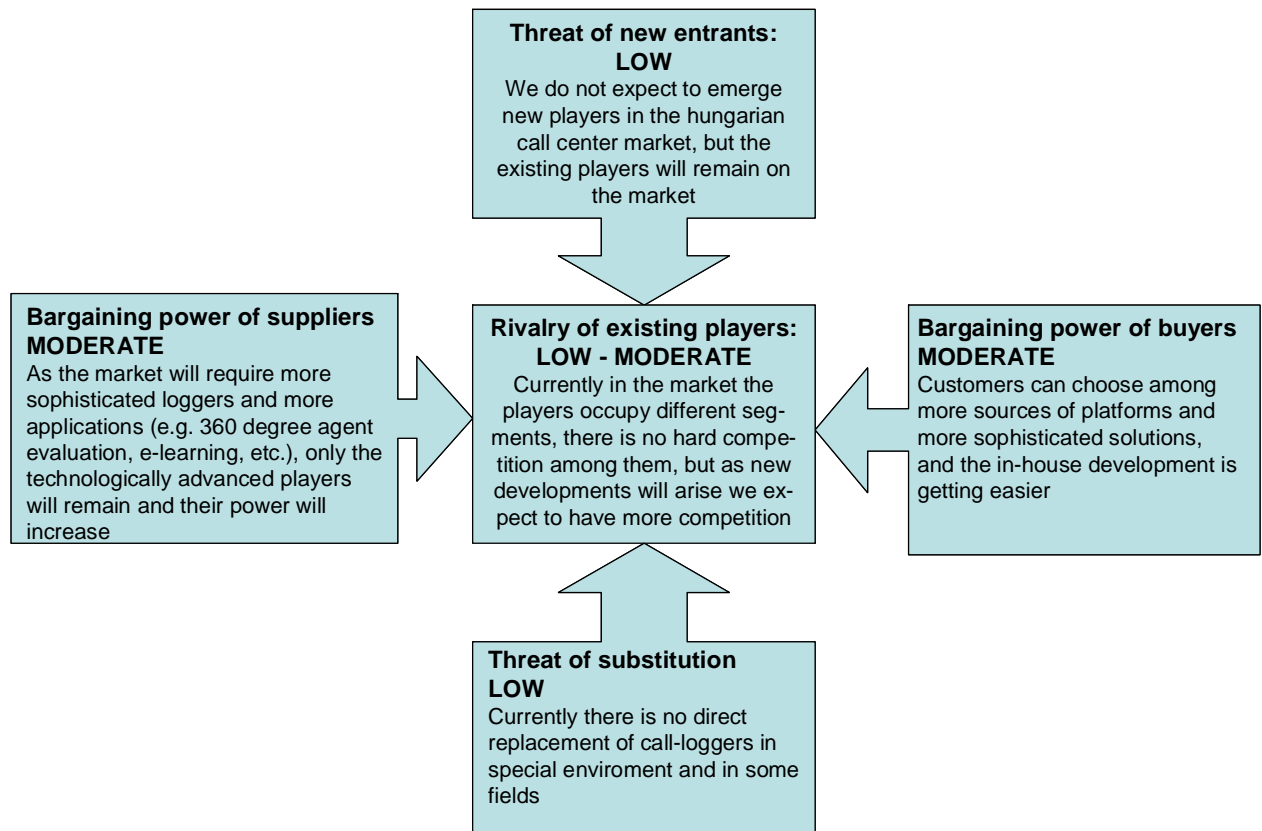 Threat of new entrants:
LOW
We do not expect to emerge
new players in the hungarian
call center market, but the
existing players will remain on
the market
Bargaining power of suppliers
MODERATE
As the market will require more
sophisticated loggers and more
applications (e.g. 360 degree agent
evaluation, e-learning, etc.), only the
technologically advanced players
will remain and their power will
increase
Rivalry of existing players:
LOW - MODERATE
Currently in the market the
players occupy different seg-
ments, there is no hard compe-
tition among them, but as new
developments will arise we ex-
pect to have more competition
Bargaining power of buyers
MODERATE
Customers can choose among
more sources of platforms and
more sophisticated solutions,
and the in-house development is
getting easier
Threat of substitution
LOW
Currently there is no direct
replacement of call-loggers in
special enviroment and in some
fields